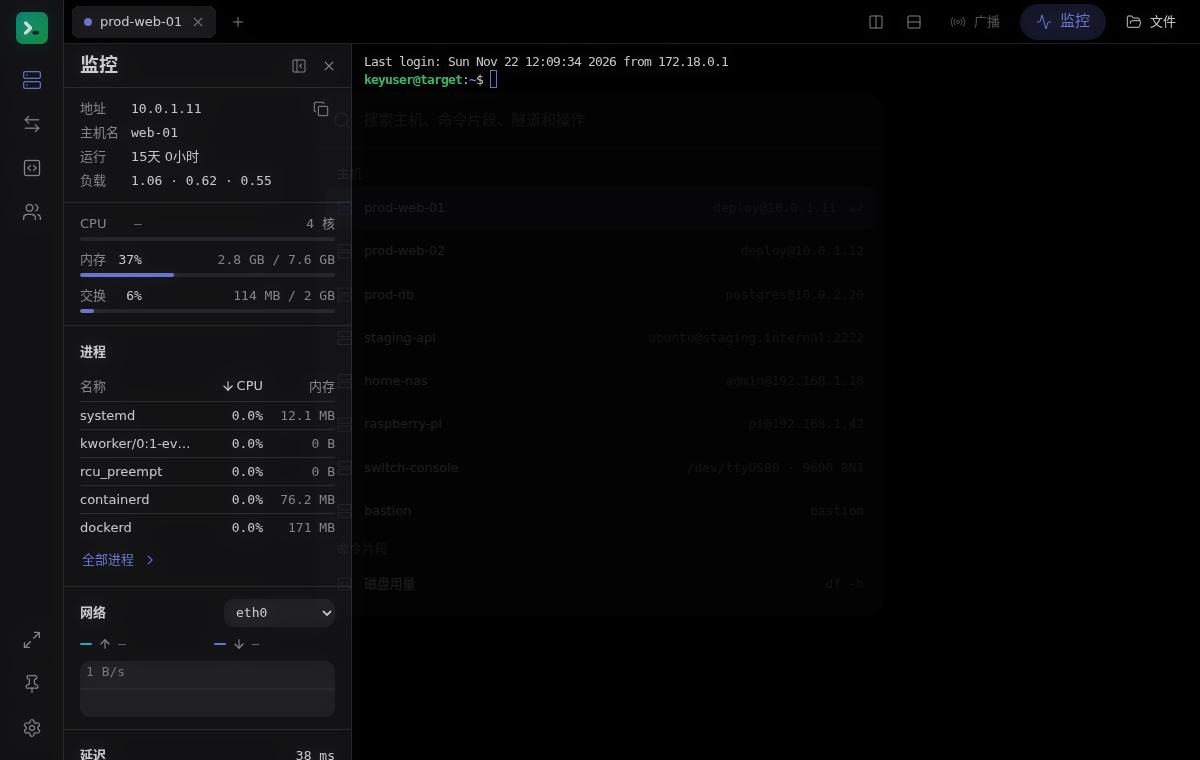 prod-web-01
广播
监控
文件
监控
地址 10.0.1.11
主机名 web-01
运行 15天 0小时
负载 1.06 · 0.62 · 0.55
CPU — 4 核
内存 37% 2.8 GB / 7.6 GB
交换 6% 114 MB / 2 GB
进程
名称 CPU 内存
systemd 0.0% 12.1 MB
kworker/0:1-ev… 0.0% 0 B
rcu_preempt 0.0% 0 B
containerd 0.0% 76.2 MB
dockerd 0.0% 171 MB
全部进程
网络 eth0
— —
1 B/s
延迟 38 ms
Last login: Sun Nov 22 12:09:34 2026 from 172.18.0.1
keyuser@target:~$
搜索主机、命令片段、隧道和操作
主机
prod-web-01 deploy@10.0.1.11
prod-web-02 deploy@10.0.1.12
prod-db postgres@10.0.2.20
staging-api ubuntu@staging.internal:2222
home-nas admin@192.168.1.10
raspberry-pi pi@192.168.1.42
switch-console /dev/ttyUSB0 · 9600 8N1
bastion bastion
命令片段
磁盘用量 df -h